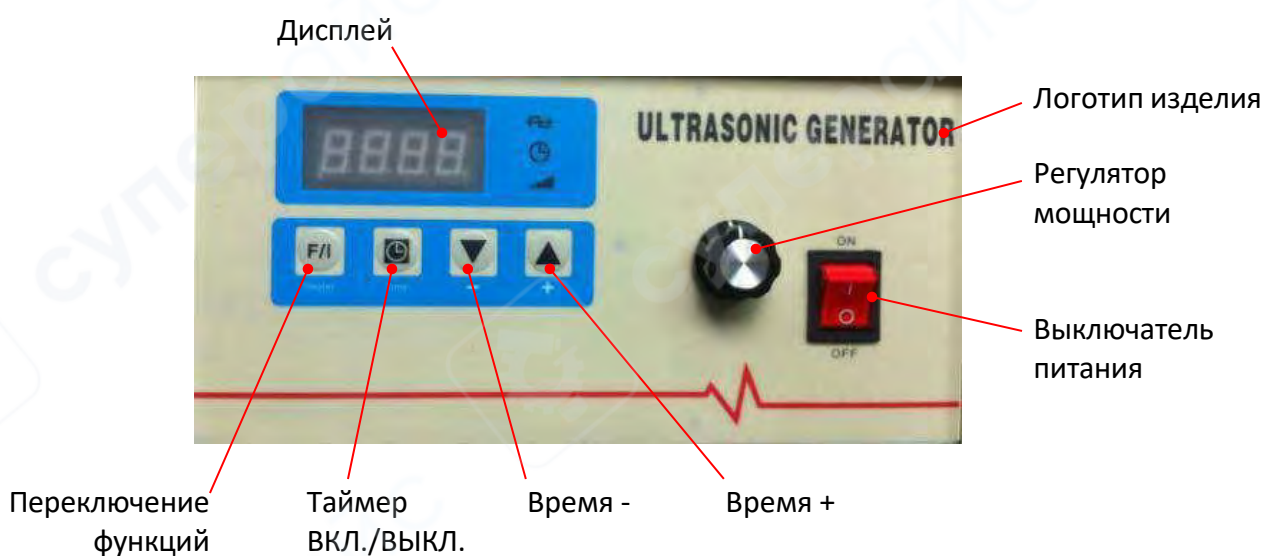 Дисплей
Логотип изделия
ULTRASONIC GENERATOR
Регулятор
мощности
ON
F/I
Выключатель
питания
OFF
Переключение
функций
Таймер
ВКЛ./ВЫКЛ.
Время -
Время +